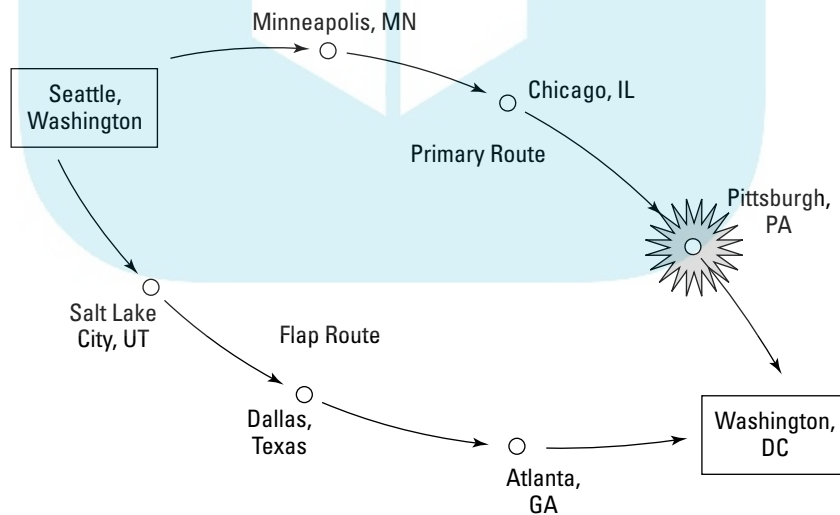 Minneapolis, MN
Seattle,
Washington
Chicago, IL
Primary Route
Pittsburgh,
PA
Salt Lake
City, UT
Flap Route
Dallas,
Texas
Atlanta,
GA
Washington,
DC